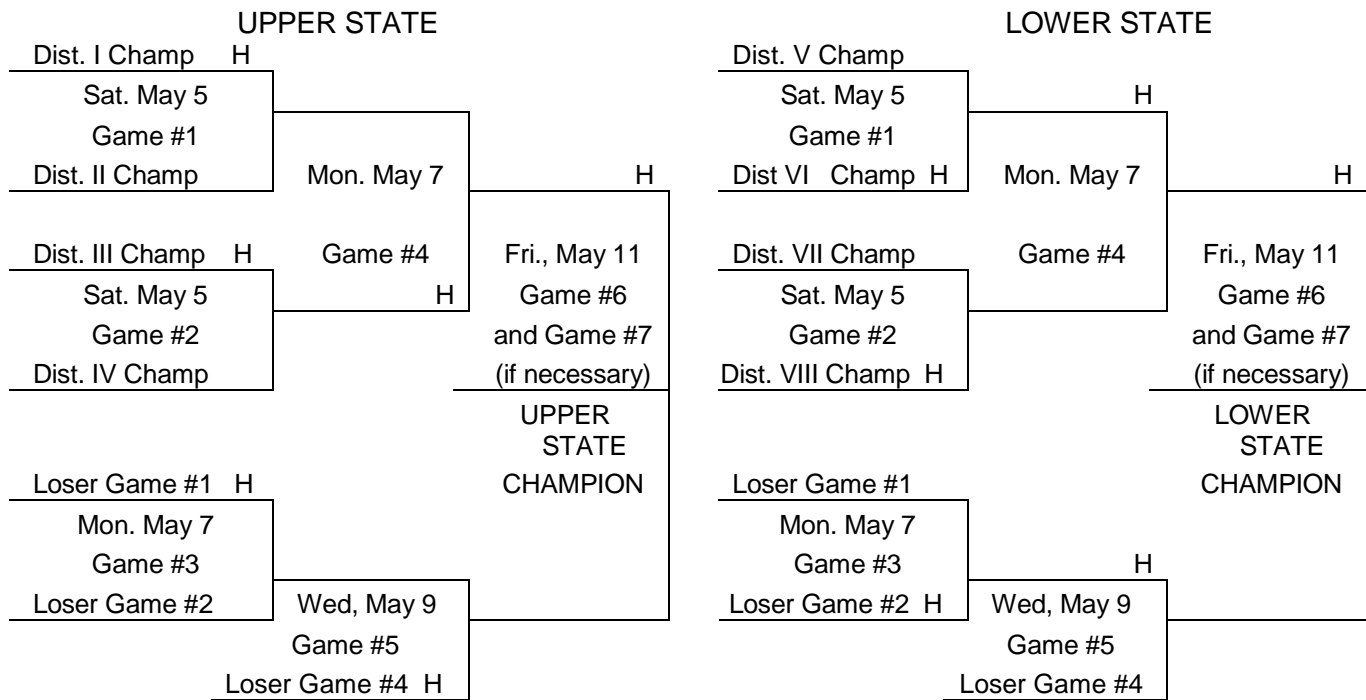 UPPER STATE
Dist. I Champ H
Sat. May 5
Game #1
Dist. II Champ
Mon. May 7
H
Dist. III Champ H
Game #4
Fri., May 11
Sat. May 5
H
Game #6
Game #2
and Game #7
Dist. IV Champ
(if necessary)
UPPER
STATE
Loser Game #1 H
CHAMPION
Mon. May 7
Game #3
Loser Game #2
Wed, May 9
Game #5
Loser Game #4 H
LOWER STATE
Dist. V Champ
Sat. May 5
H
Game #1
Dist VI Champ H
Mon. May 7
H
Dist. VII Champ
Game #4
Fri., May 11
Sat. May 5
Game #6
Game #2
and Game #7
Dist. VIII Champ H
(if necessary)
LOWER
STATE
Loser Game #1
CHAMPION
Mon. May 7
Game #3
H
Loser Game #2 H
Wed, May 9
Game #5
Loser Game #4